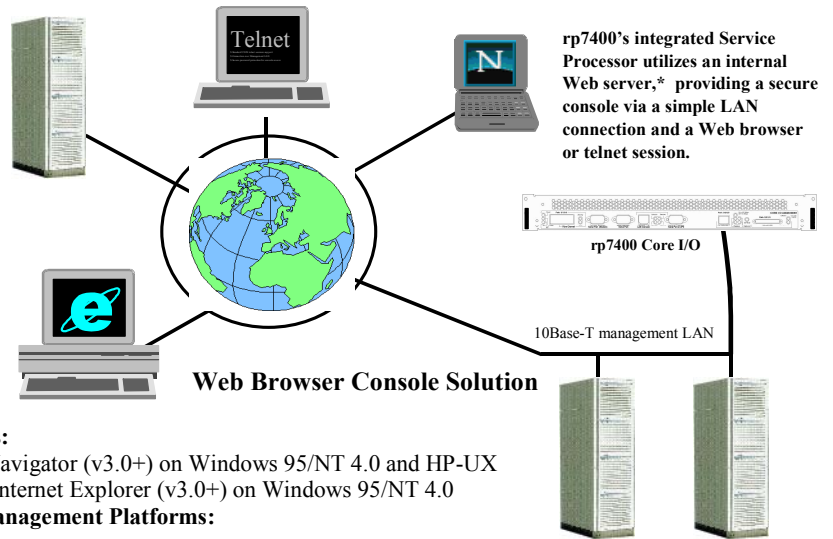 Telnet
N
e
rp7400's integrated Service
Processor utilizes an internal
Web server,* providing a secure
console via a simple LAN
connection and a Web browser
or telnet session.
rp7400 Core I/O
10Base-T management LAN
Web Browser Console Solution
avigator (v3.0+) on Windows 95/NT 4.0 and HP-UX
nternet Explorer (v3.0+) on Windows 95/NT 4.0
anagement Platforms: